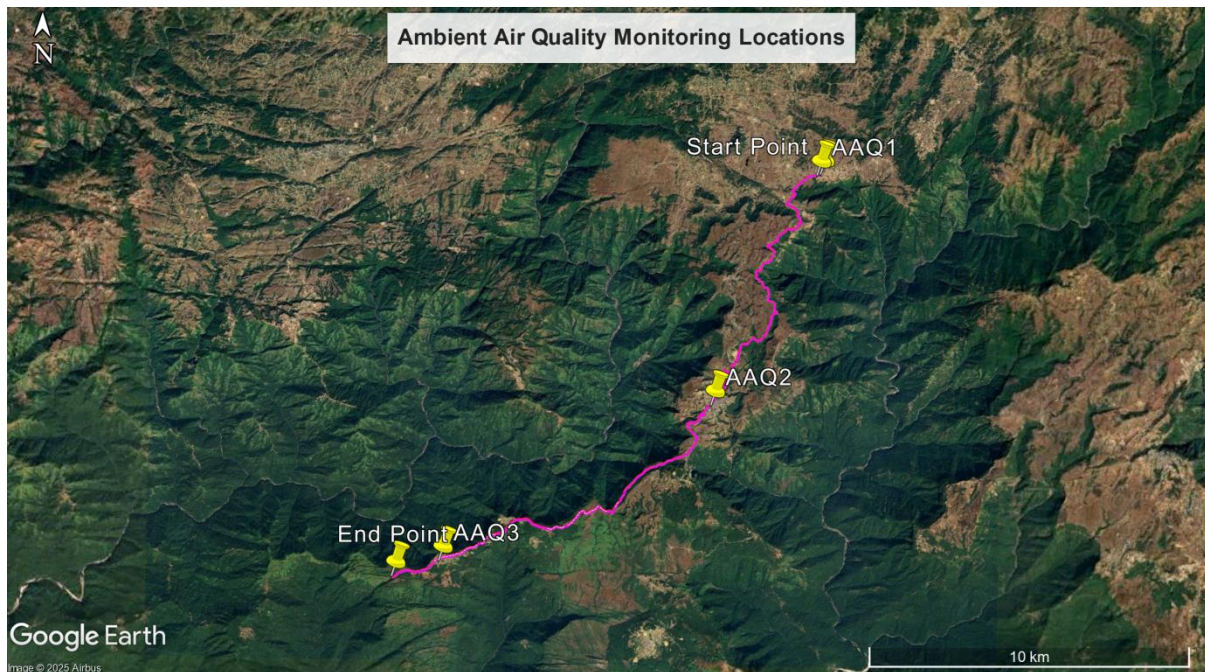 Ambient Air Quality Monitoring Locations
N
Start Point
AAQ1
AAQ2
End Point
AAQ3
Google Earth
Image © 2025 Airbus
10 km